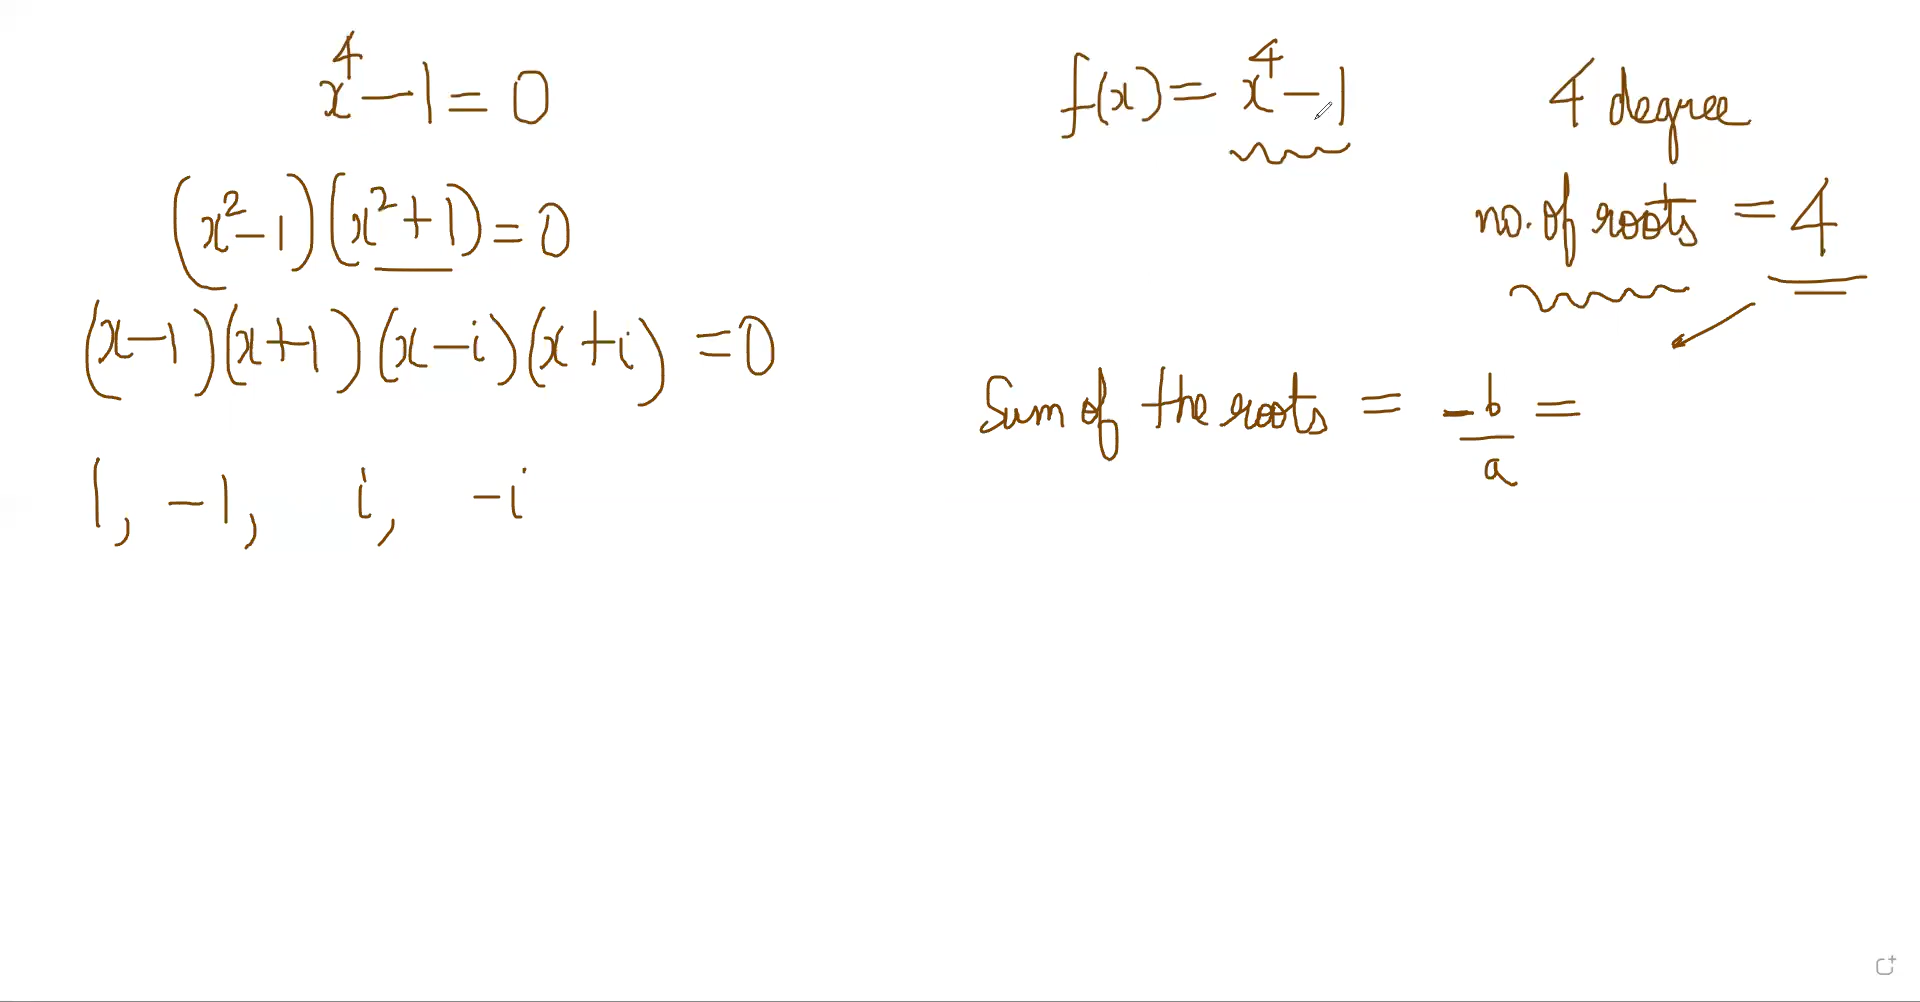 x⁴ - 1 = 0
(x² - 1)(x² + 1) = 0
(x - 1)(x + 1)(x - i)(x + i) = 0
1, -1, i, -i
f(x) = x⁴ - 1
4 degree
no. of roots = 4
Sum of the roots = -b/a =